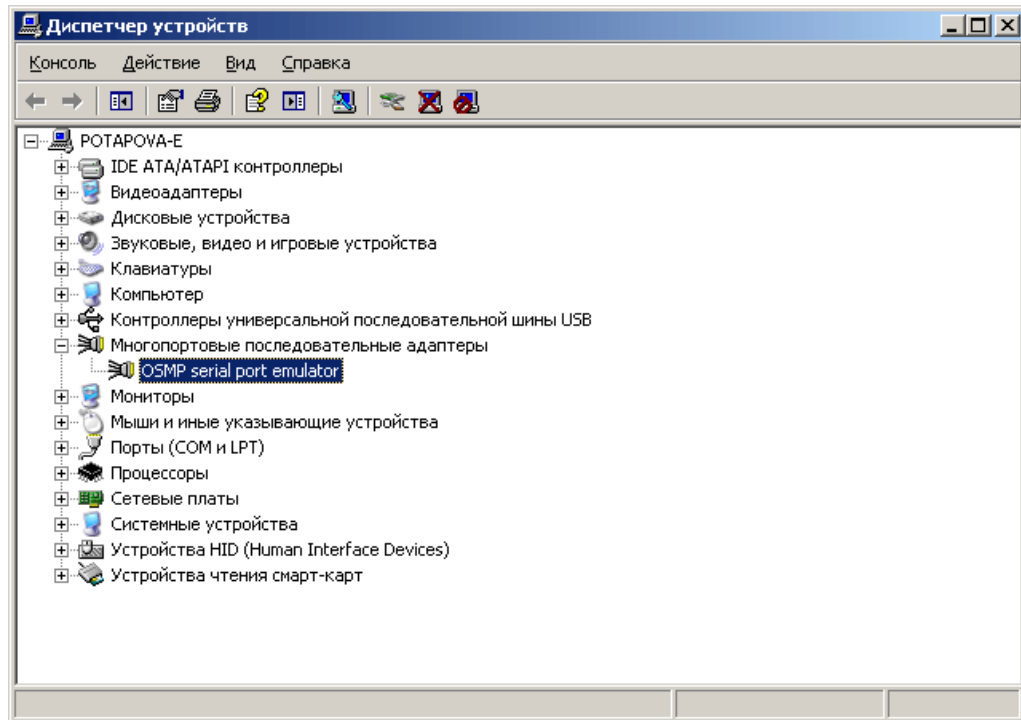 Диспетчер устройств
Консоль Действие Вид Справка
POTAPOVA-E
IDE ATA/ATAPI контроллеры
Видеоадаптеры
Дисковые устройства
Звуковые, видео и игровые устройства
Клавиатуры
Компьютер
Контроллеры универсальной последовательной шины USB
Многопортовые последовательные адаптеры
OSMP serial port emulator
Мониторы
Мыши и иные указывающие устройства
Порты (COM и LPT)
Процессоры
Сетевые платы
Системные устройства
Устройства HID (Human Interface Devices)
Устройства чтения смарт-карт